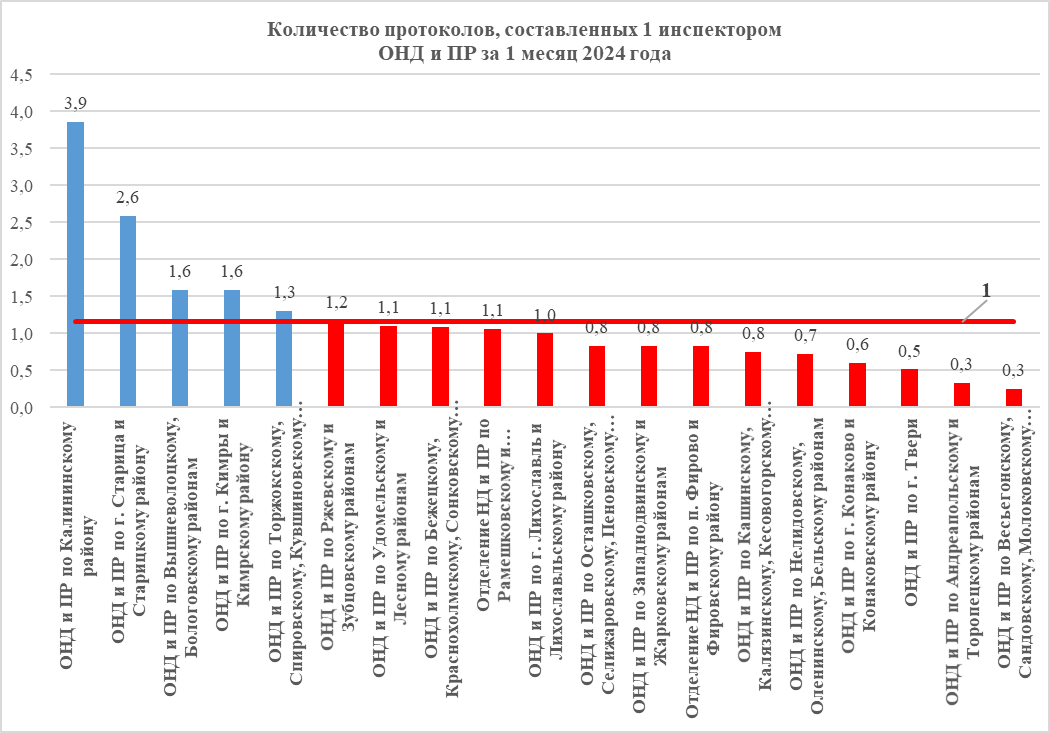 Количество протоколов, составленных 1 инспектором
ОНД и ПР за 1 месяц 2024 года
4,5
4,0
3,5
3,0
2,5
2,0
1,5
1,0
0,5
0,0
3,9
2,6
1,6
1,6
1,3
1,2
1,1
1,1
1,1
1,0
0,8
0,8
0,8
0,8
0,7
0,6
0,5
0,3
0,3
1
ОНД и ПР по Калининскому
району
ОНД и ПР по г. Старица и
Старицкому району
ОНД и ПР по Вышневолоцкому,
Бологовскому районам
ОНД и ПР по г. Кимры и
Кимрскому району
ОНД и ПР по Торжокскому,
Спировскому, Кувшиновскому…
ОНД и ПР по Ржевскому и
Зубцовскому районам
ОНД и ПР по Удомельскому и
Лесному районам
ОНД и ПР по Бежецкому,
Краснохолмскому, Сонковскому…
Отделение НД и ПР по
Рамешковскому и…
ОНД и ПР по г. Лихославль и
Лихославльскому району
ОНД и ПР по Осташковскому,
Селижаровскому, Пеновскому…
ОНД и ПР по Западнодвинскому и
Жарковскому районам
Отделение НД и ПР по п. Фирово и
Фировскому району
ОНД и ПР по Кашинскому,
Калязинскому, Кесовогорскому…
ОНД и ПР по Нелидовскому,
Оленинскому, Бельскому районам
ОНД и ПР по г. Конаково и
Конаковскому району
ОНД и ПР по г. Твери
ОНД и ПР по Андреапольскому и
Торопецкому районам
ОНД и ПР по Весьегонскому,
Сандовскому, Молоковскому…